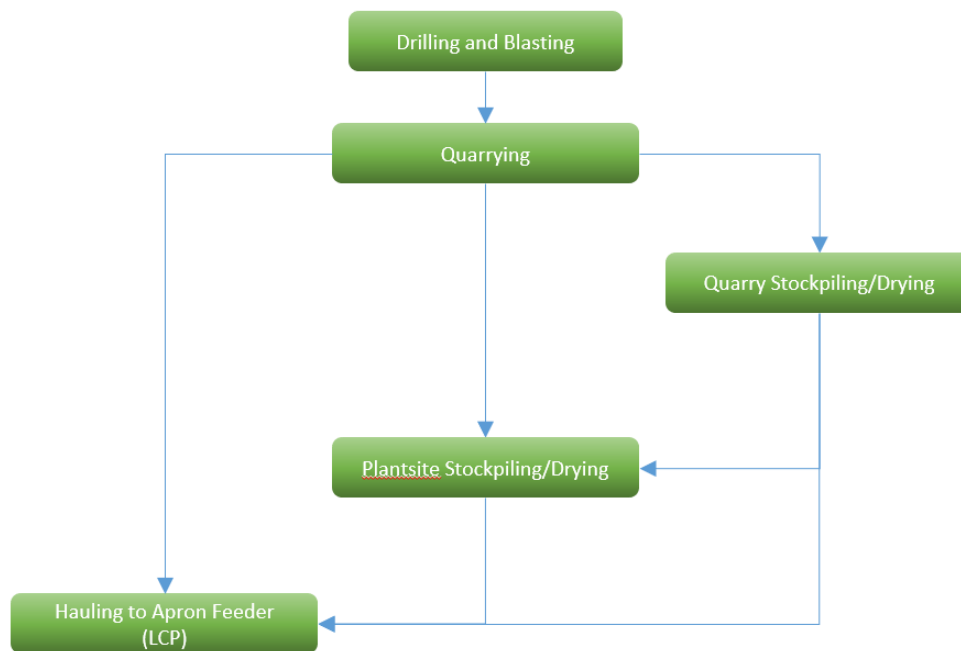 Drilling and Blasting
Quarrying
Quarry Stockpiling/Drying
Plantsite Stockpiling/Drying
Hauling to Apron Feeder
(LCP)